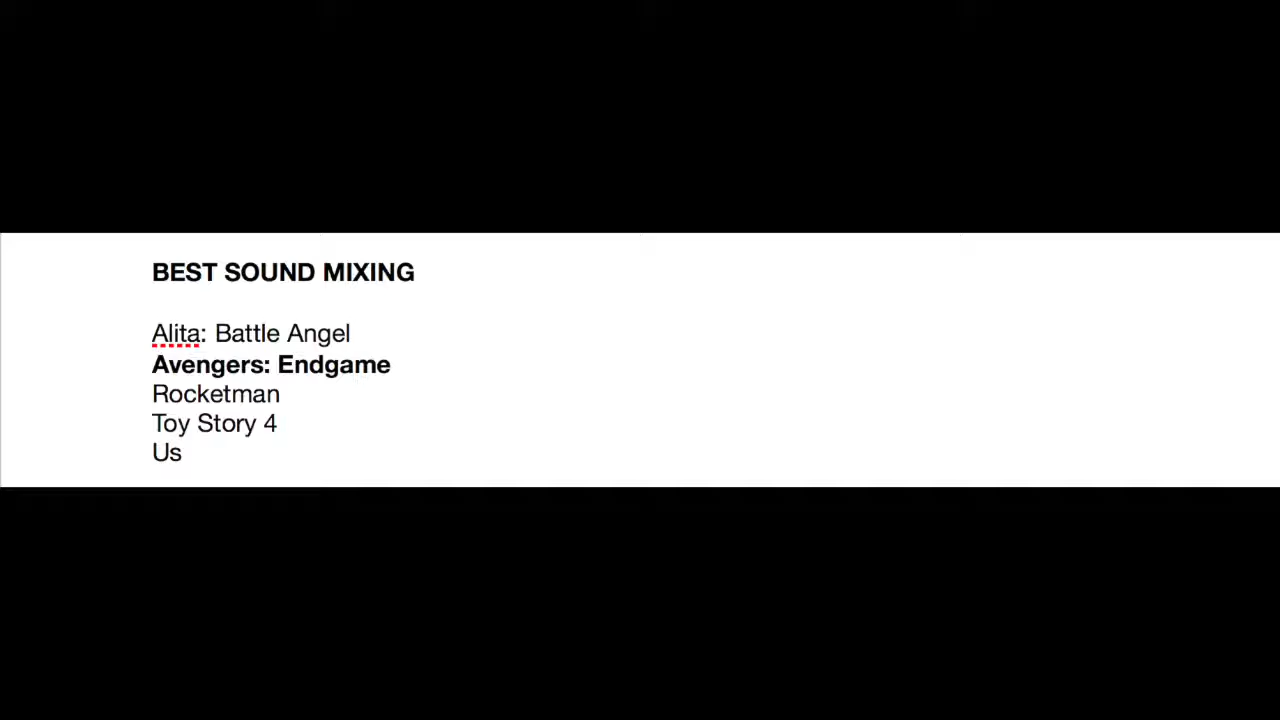 BEST SOUND MIXING
Alita: Battle Angel
Avengers: Endgame
Rocketman
Toy Story 4
Us